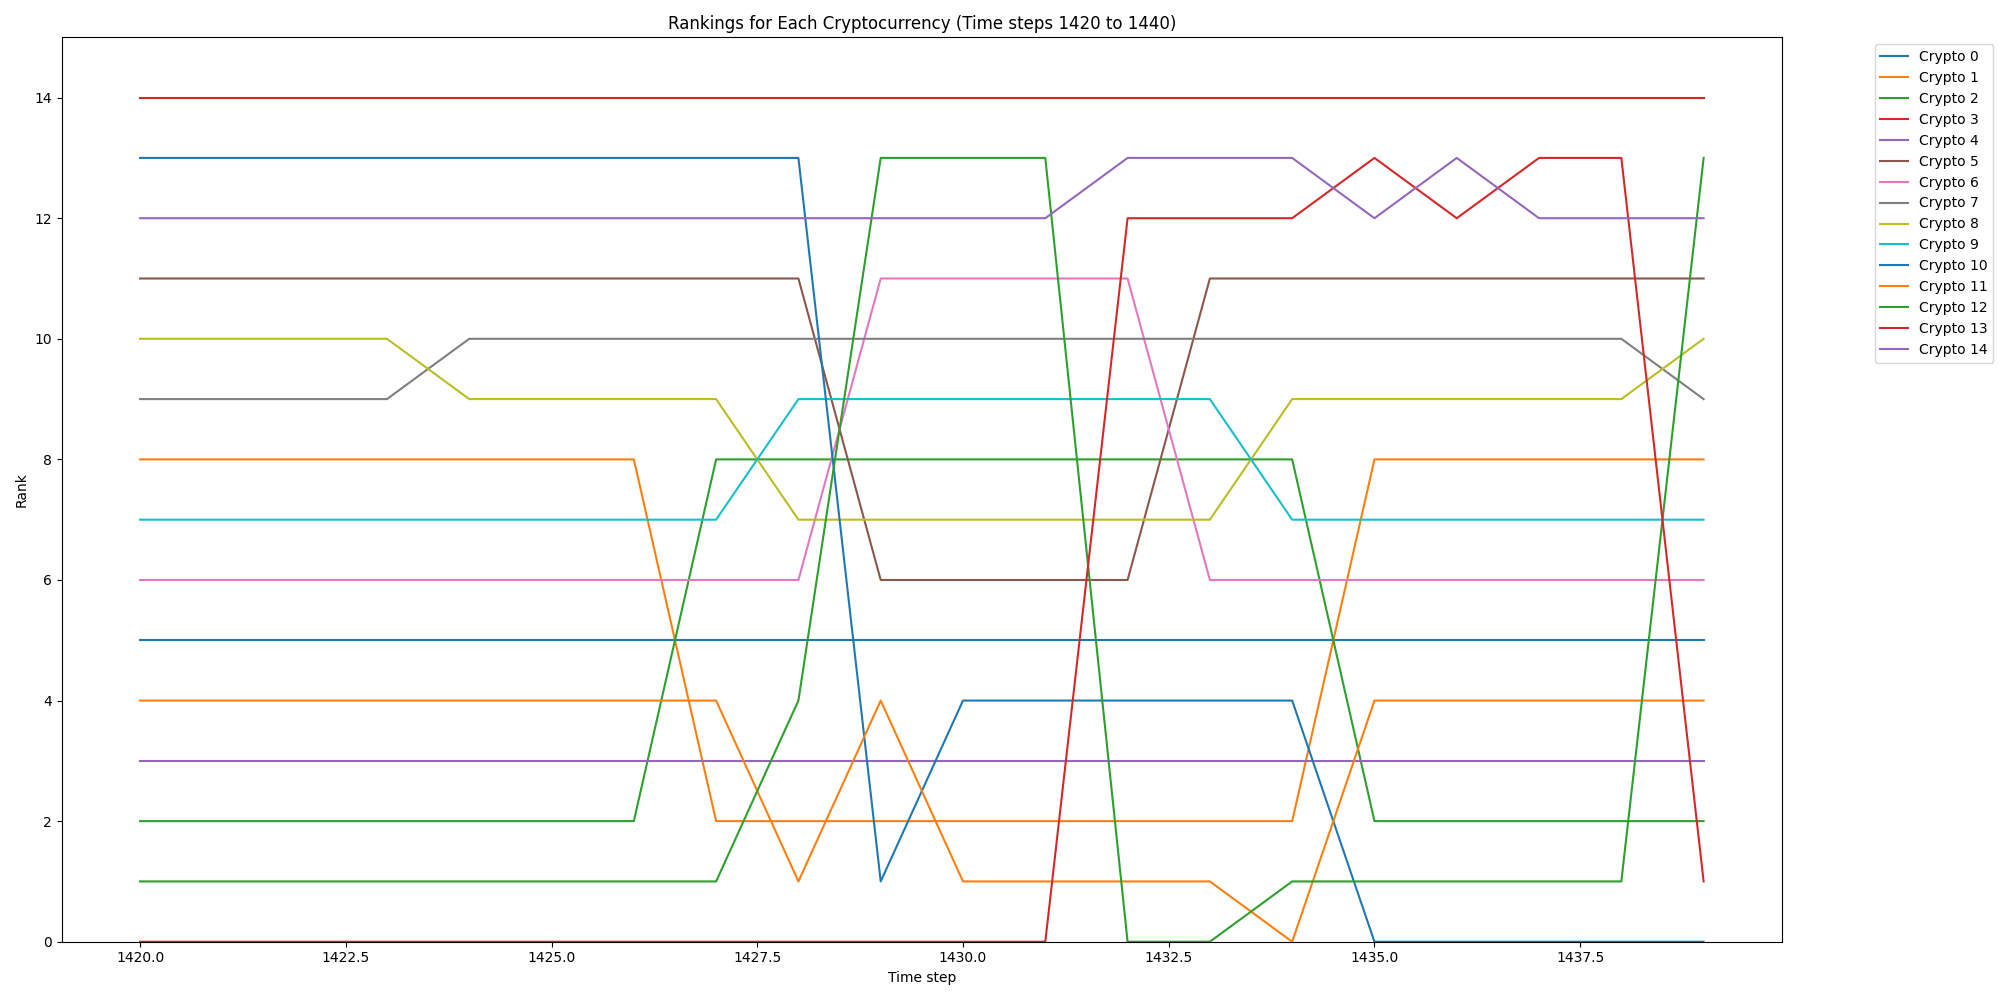 Rankings for Each Cryptocurrency (Time steps 1420 to 1440)
Rank
14
12
10
8
6
4
2
0
1420.0 1422.5 1425.0 1427.5 1430.0 1432.5 1435.0 1437.5
Time step
Crypto 0
Crypto 1
Crypto 2
Crypto 3
Crypto 4
Crypto 5
Crypto 6
Crypto 7
Crypto 8
Crypto 9
Crypto 10
Crypto 11
Crypto 12
Crypto 13
Crypto 14